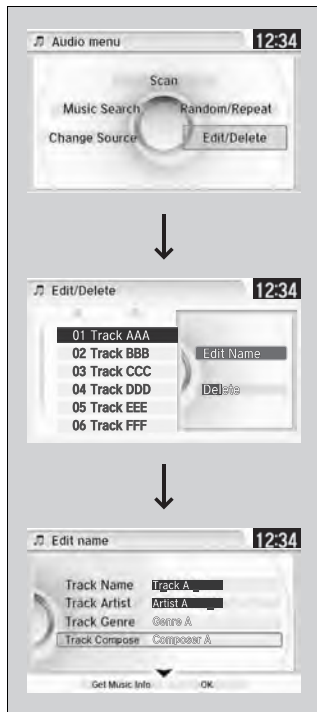 Audio menu 12:34
Scan
Music Search Random/Repeat
Change Source Edit/Delete
Edit/Delete 12:34
01 Track AAA
02 Track BBB Edit Name
03 Track CCC
04 Track DDD Delete
05 Track EEE
06 Track FFF
Edit name 12:34
Track Name Track A_
Track Artist Artist A
Track Genre Genre A
Track Compose Composer A
Get Music Info OK